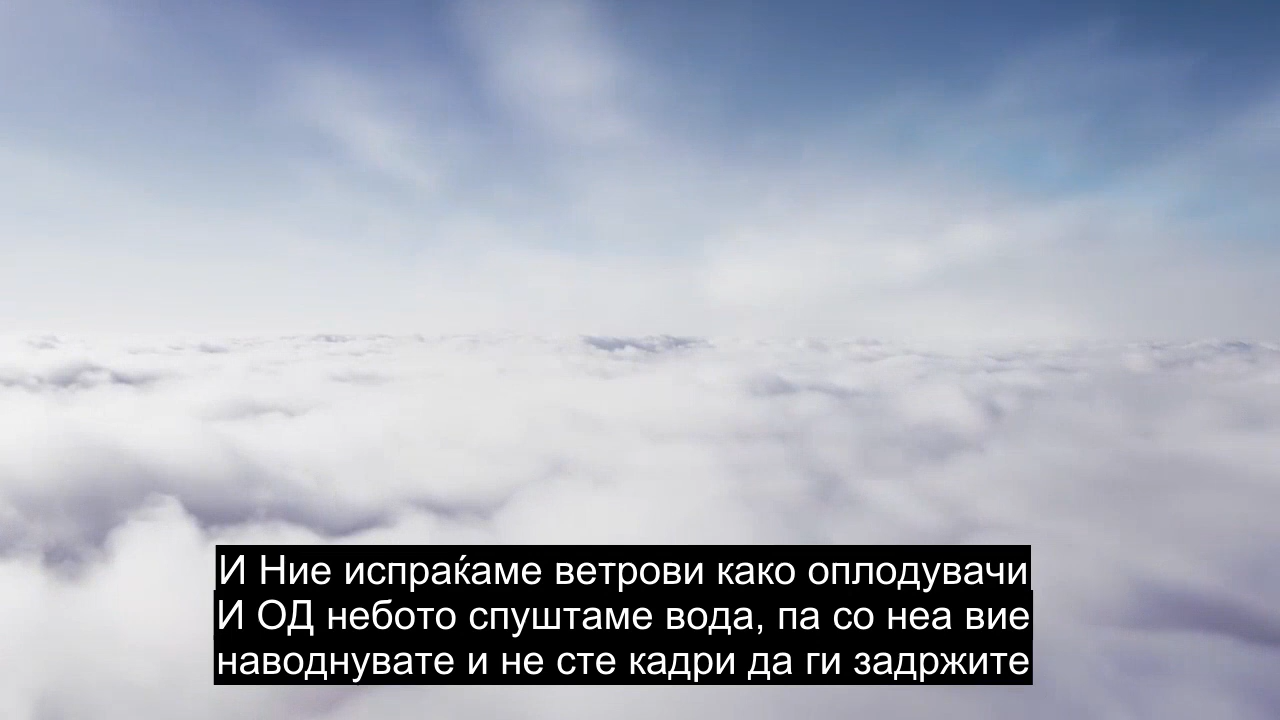 И Ние испраќаме ветрови како оплодувачи
И ОД небото спуштаме вода, па со неа вие
наводнувате и не сте кадри да ги задржите